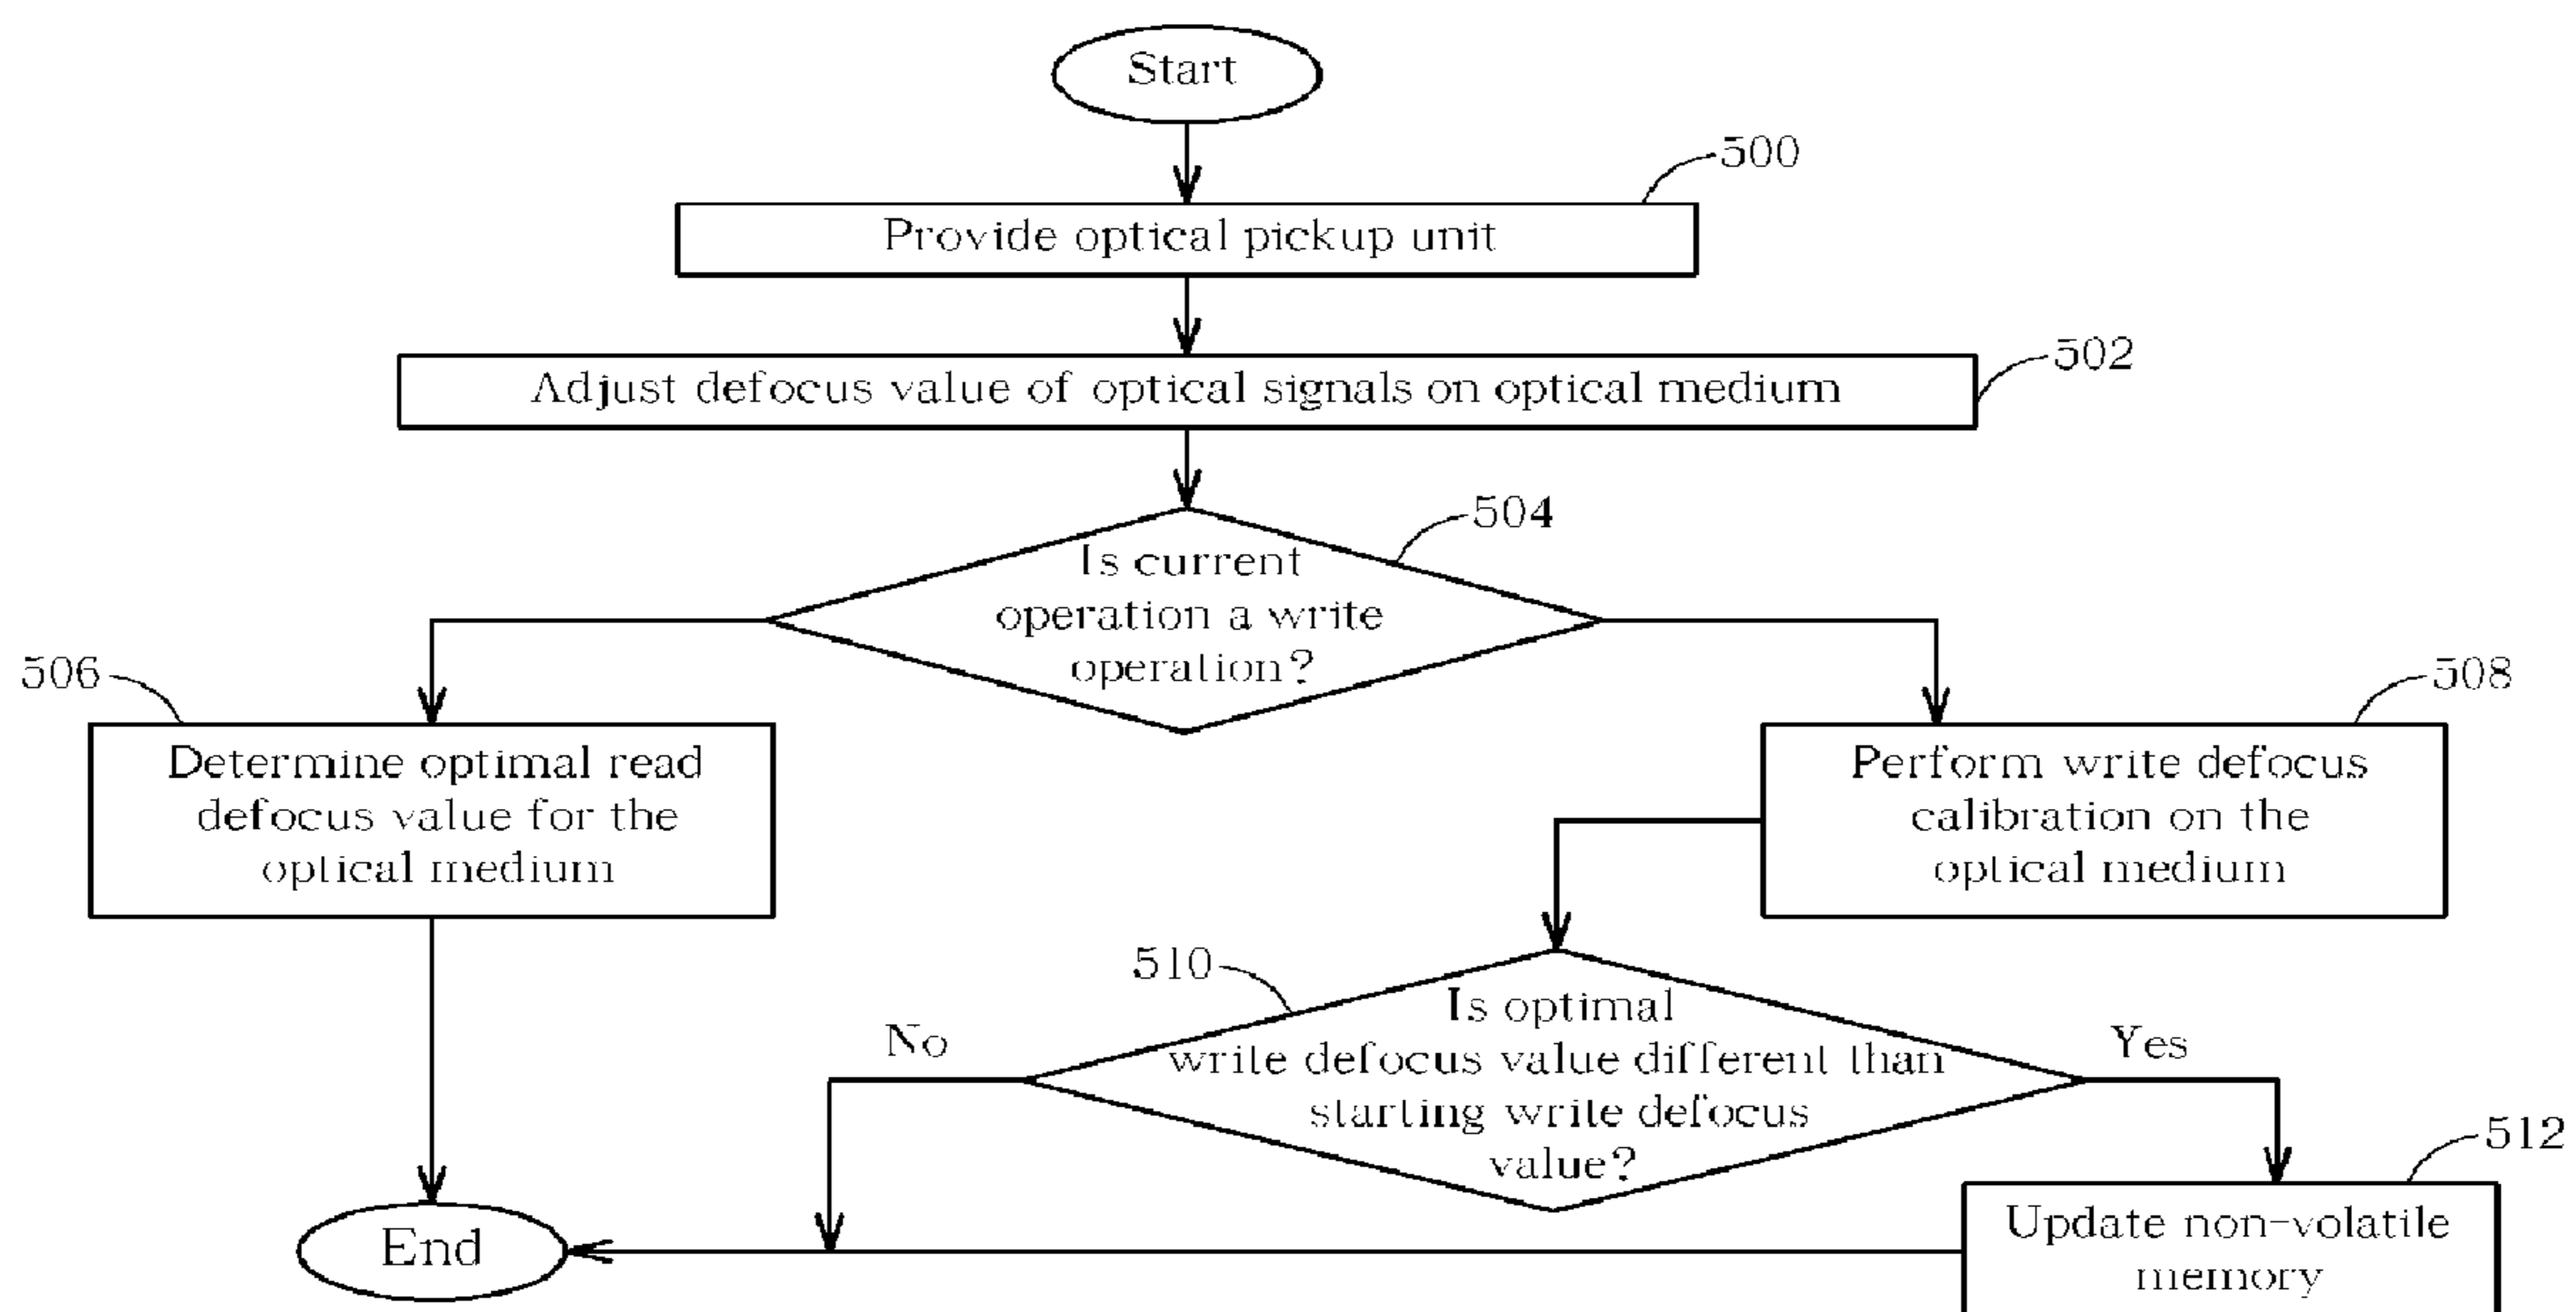 Start
500
Provide optical pickup unit
502
Adjust defocus value of optical signals on optical medium
504
Is current
operation a write
operation?
506
508
Determine optimal read
defocus value for the
optical medium
Perform write defocus
calibration on the
optical medium
510
Is optimal
write defocus value different than
starting write defocus
value?
No
Yes
512
End
Update non-volatile
memory